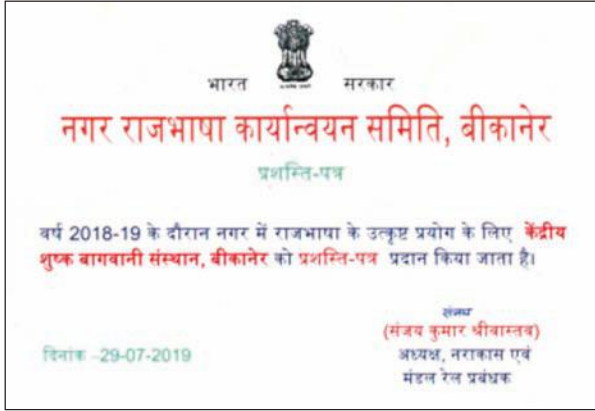 भारत सरकार
नगर राजभाषा कार्यान्वयन समिति, बीकानेर
प्रशस्ति-पत्र
वर्ष 2018-19 के दौरान नगर में राजभाषा के उत्कृष्ट प्रयोग के लिए केंद्रीय
शुष्क बागवानी संस्थान, बीकानेर को प्रशस्ति-पत्र प्रदान किया जाता है।
संजय
(संजय कुमार श्रीवास्तव)
दिनांक -29-07-2019
अध्यक्ष, नराकास एवं
मंडल रेल प्रबंधक